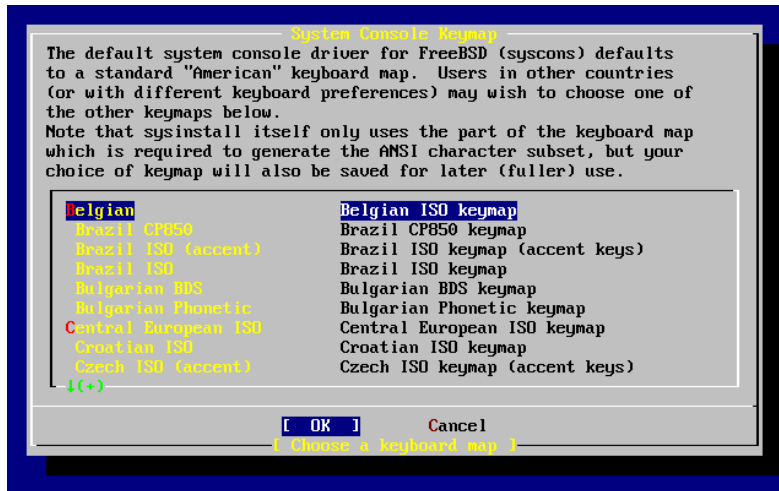 System Console Keymap
The default system console driver for FreeBSD (syscons) defaults
to a standard "American" keyboard map.  Users in other countries
(or with different keyboard preferences) may wish to choose one of
the other keymaps below.
Note that sysinstall itself only uses the part of the keyboard map
which is required to generate the ANSI character subset, but your
choice of keymap will also be saved for later (fuller) use.
Belgian Belgian ISO keymap
Brazil CP850 Brazil CP850 keymap
Brazil ISO (accent) Brazil ISO keymap (accent keys)
Brazil ISO Brazil ISO keymap
Bulgarian BDS Bulgarian BDS keymap
Bulgarian Phonetic Bulgarian Phonetic keymap
Central European ISO Central European ISO keymap
Croatian ISO Croatian ISO keymap
Czech ISO (accent) Czech ISO keymap (accent keys)
↓(+)
[ OK ] Cancel
[ Choose a keyboard map ]